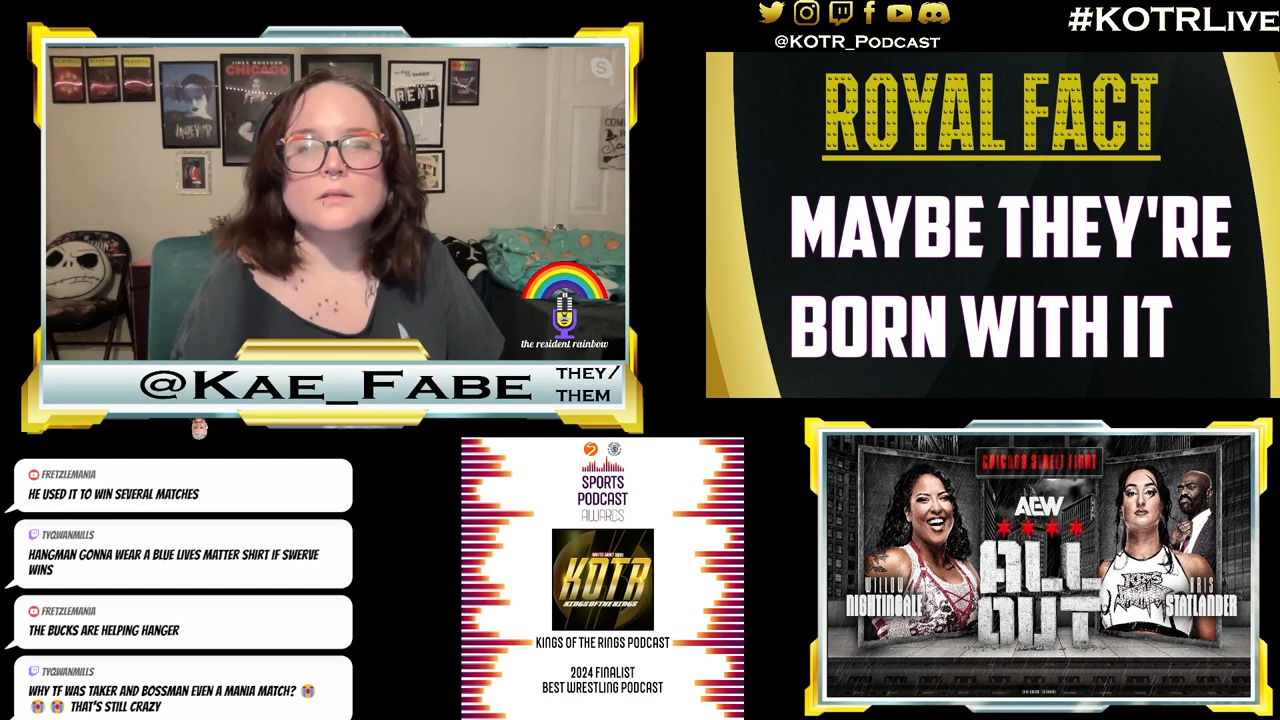 @KOTR_PODCAST
#KOTRLIVE
PLAYBILL
PLAYBILL
PLAYBILL
CHICAGO
RENT
the resident rainbow
@KAE_FABE
THEY/
THEM
ROYAL FACT
MAYBE THEY'RE
BORN WITH IT
FRETZLEMANIA
HE USED IT TO WIN SEVERAL MATCHES
TYQWANMILLS
HANGMAN GONNA WEAR A BLUE LIVES MATTER SHIRT IF SWERVE
WINS
FRETZLEMANIA
THE BUCKS ARE HELPING HANGER
TYQWANMILLS
WHY TF WAS TAKER AND BOSSMAN EVEN A MANIA MATCH?
THAT'S STILL CRAZY
SPORTS
PODCAST
AWARDS
KOTR
KINGS OF THE RINGS
KINGS OF THE RINGS PODCAST
2024 FINALIST
BEST WRESTLING PODCAST
CHICAGO STREET FIGHT
AEW
ALL
OUT
WILLOW
NIGHTINGALE
KRIS
STATLANDER